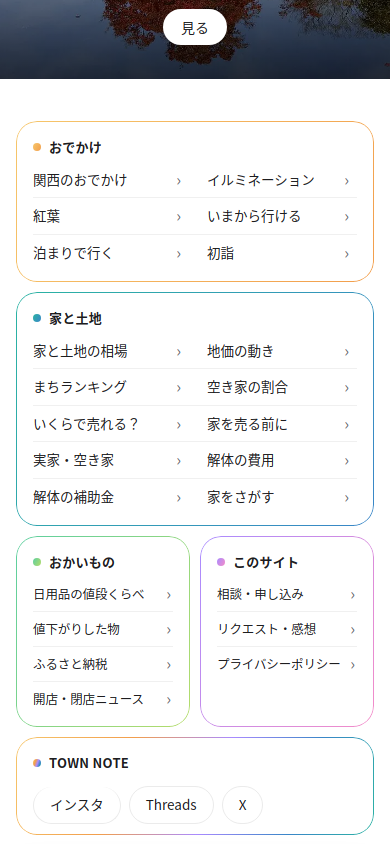 見る
おでかけ
関西のおでかけ › イルミネーション ›
紅葉 › いまから行ける ›
泊まりで行く › 初詣 ›
家と土地
家と土地の相場 › 地価の動き ›
まちランキング › 空き家の割合 ›
いくらで売れる？ › 家を売る前に ›
実家・空き家 › 解体の費用 ›
解体の補助金 › 家をさがす ›
おかいもの
日用品の値段くらべ ›
値下がりした物 ›
ふるさと納税 ›
開店・閉店ニュース ›
このサイト
相談・申し込み ›
リクエスト・感想 ›
プライバシーポリシー ›
TOWN NOTE
インスタ Threads X